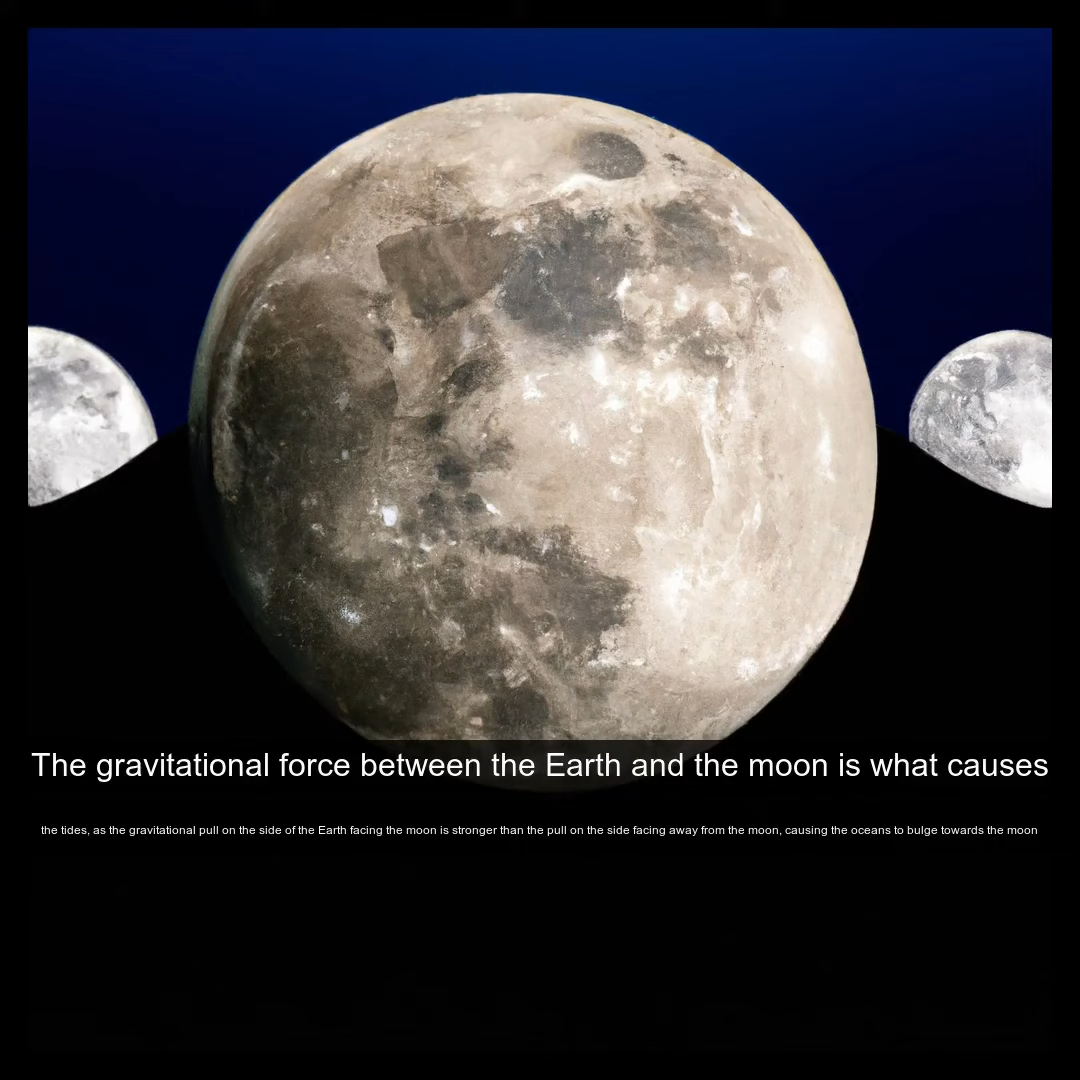 The gravitational force between the Earth and the moon is what causes
the tides, as the gravitational pull on the side of the Earth facing the moon is stronger than the pull on the side facing away from the moon, causing the oceans to bulge towards the moon